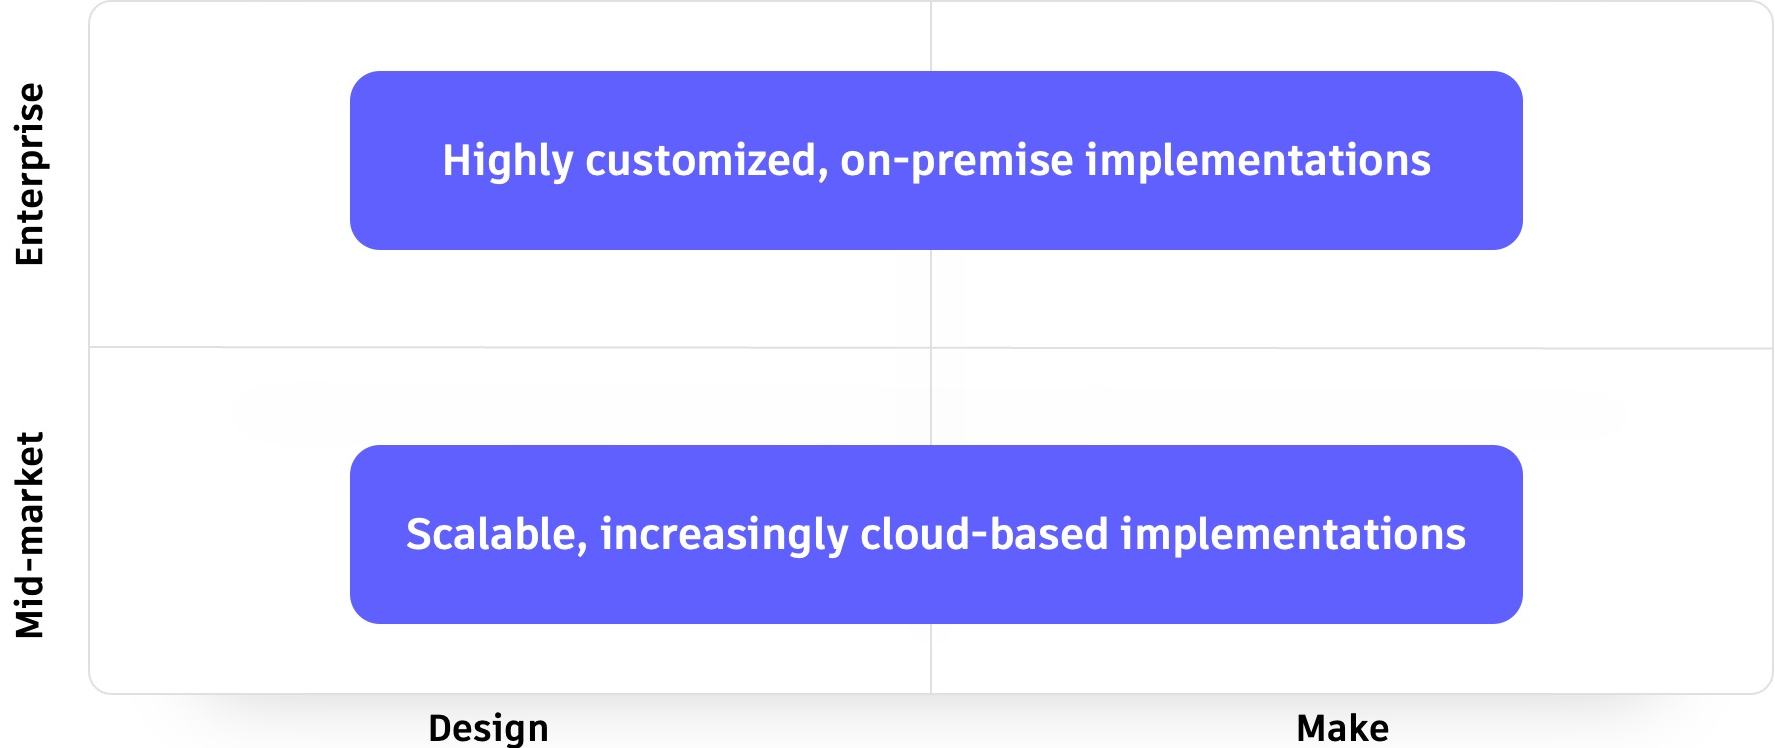 Enterprise
Highly customized, on-premise implementations
Mid-market
Scalable, increasingly cloud-based implementations
Design
Make